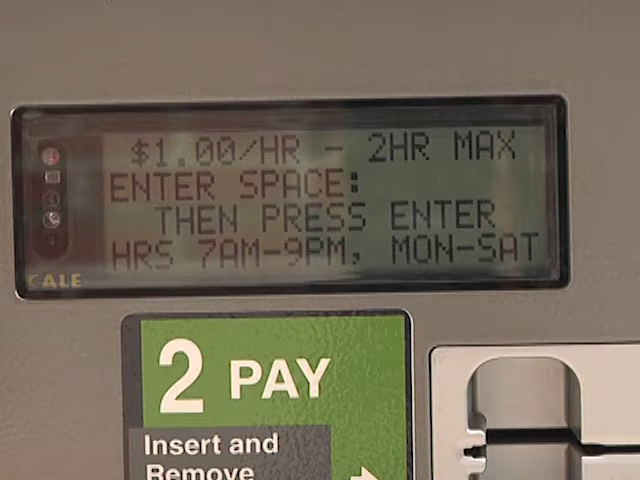 $1.00/HR - 2HR MAX
ENTER SPACE:
THEN PRESS ENTER
HRS 7AM-9PM, MON-SAT
CALE
2 PAY
Insert and
Remove